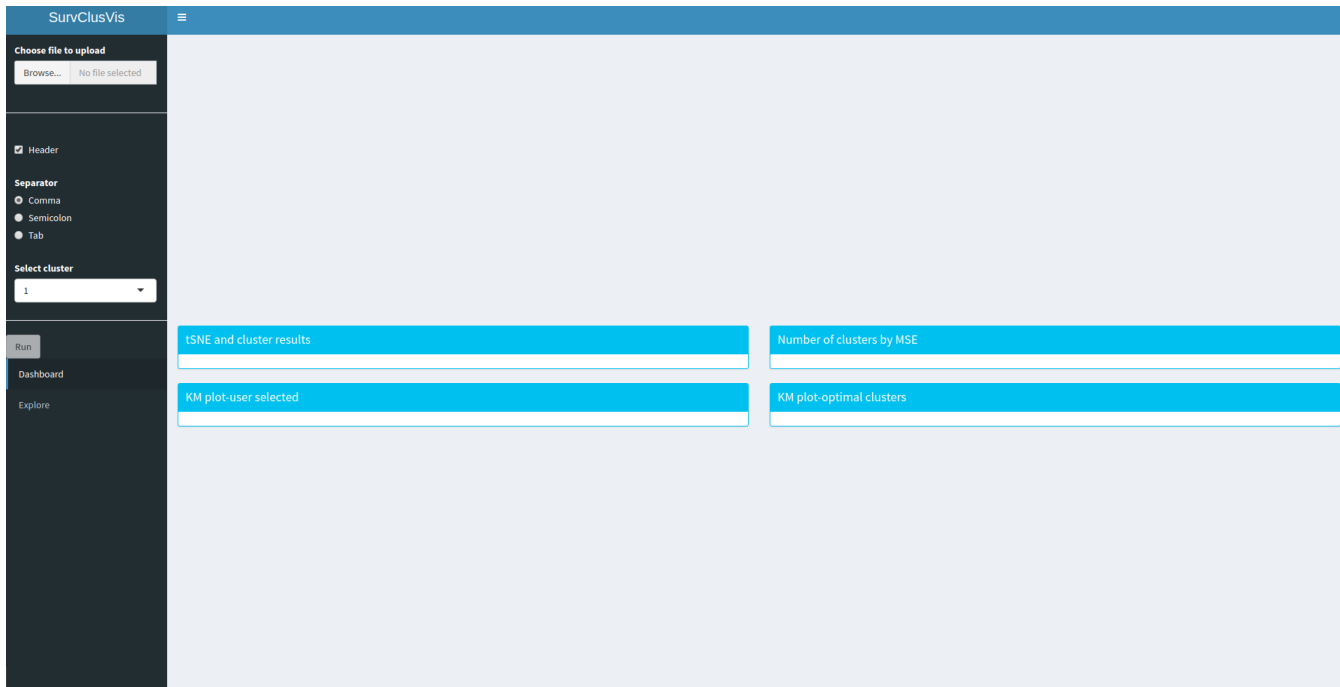 SurvClusVis
Choose file to upload
Browse... No file selected
Header
Separator
Comma
Semicolon
Tab
Select cluster
1
Run
Dashboard
Explore
tSNE and cluster results
Number of clusters by MSE
KM plot-user selected
KM plot-optimal clusters